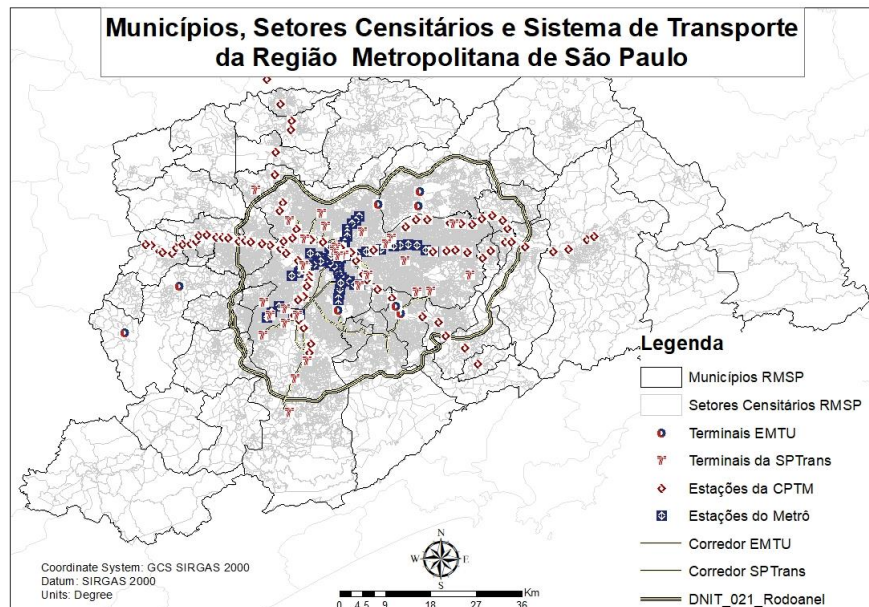 Municípios, Setores Censitários e Sistema de Transporte
da Região Metropolitana de São Paulo
Legenda
Municípios RMSP
Setores Censitários RMSP
Terminais EMTU
Terminais da SPTrans
Estações da CPTM
Estações do Metrô
Corredor EMTU
Corredor SPTrans
DNIT_021_Rodoanel
N
W E
S
Coordinate System: GCS SIRGAS 2000
Datum: SIRGAS 2000
Units: Degree
Km
0 4,5 9 18 27 36